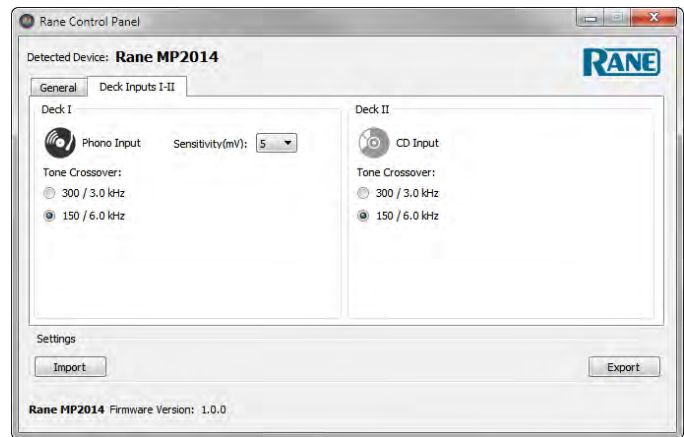 Rane Control Panel
Detected Device: Rane MP2014
RANE
General Deck Inputs I-II
Deck I
Phono Input Sensitivity(mV): 5
Tone Crossover:
300 / 3.0 kHz
150 / 6.0 kHz
Deck II
CD Input
Tone Crossover:
300 / 3.0 kHz
150 / 6.0 kHz
Settings
Import Export
Rane MP2014 Firmware Version: 1.0.0